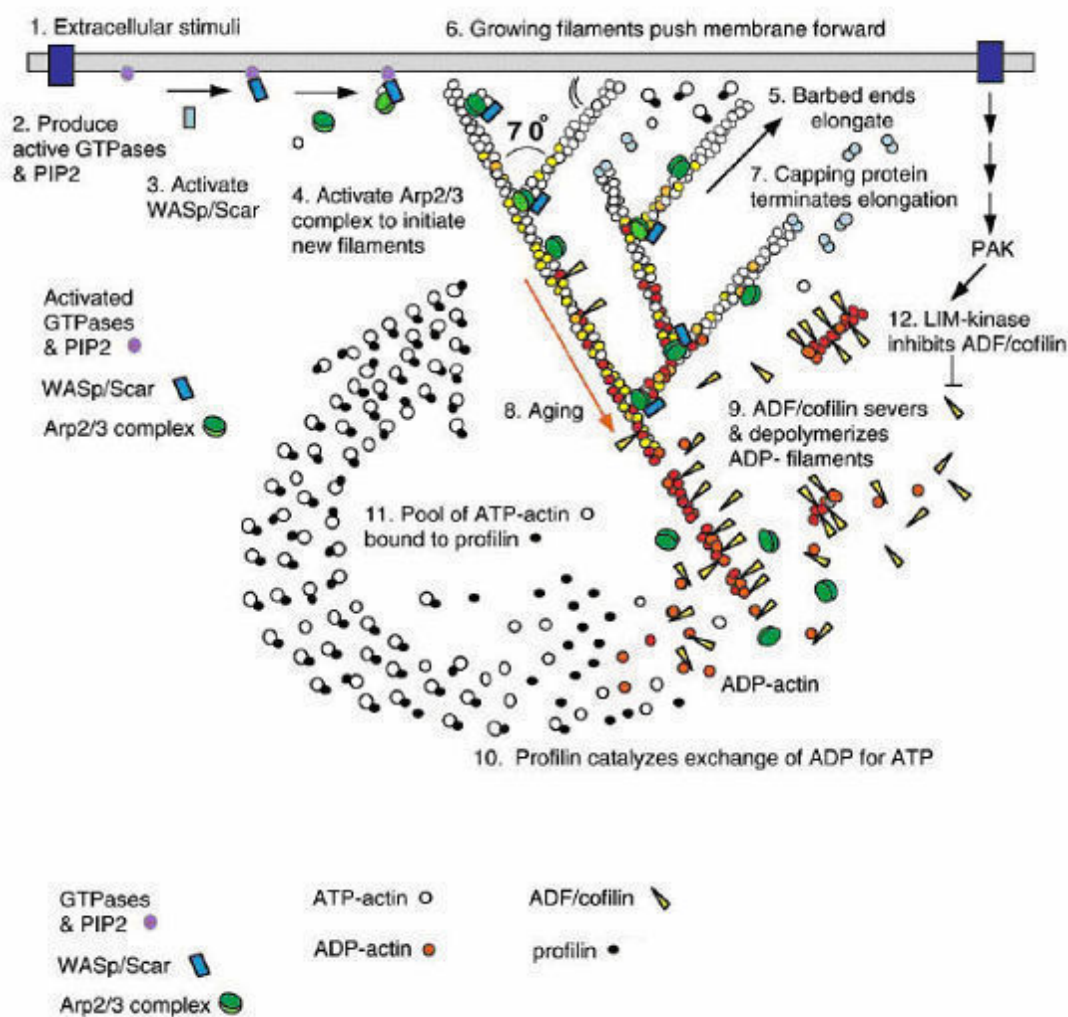 1. Extracellular stimuli
6. Growing filaments push membrane forward
2. Produce
active GTPases
& PIP2
3. Activate
WASp/Scar
4. Activate Arp2/3
complex to initiate
new filaments
70°
5. Barbed ends
elongate
7. Capping protein
terminates elongation
PAK
12. LIM-kinase
inhibits ADF/cofilin
Activated
GTPases
& PIP2
WASp/Scar
Arp2/3 complex
8. Aging
9. ADF/cofilin severs
& depolymerizes
ADP- filaments
11. Pool of ATP-actin
bound to profilin
ADP-actin
10. Profilin catalyzes exchange of ADP for ATP
GTPases
& PIP2
WASp/Scar
Arp2/3 complex
ATP-actin
ADP-actin
ADF/cofilin
profilin